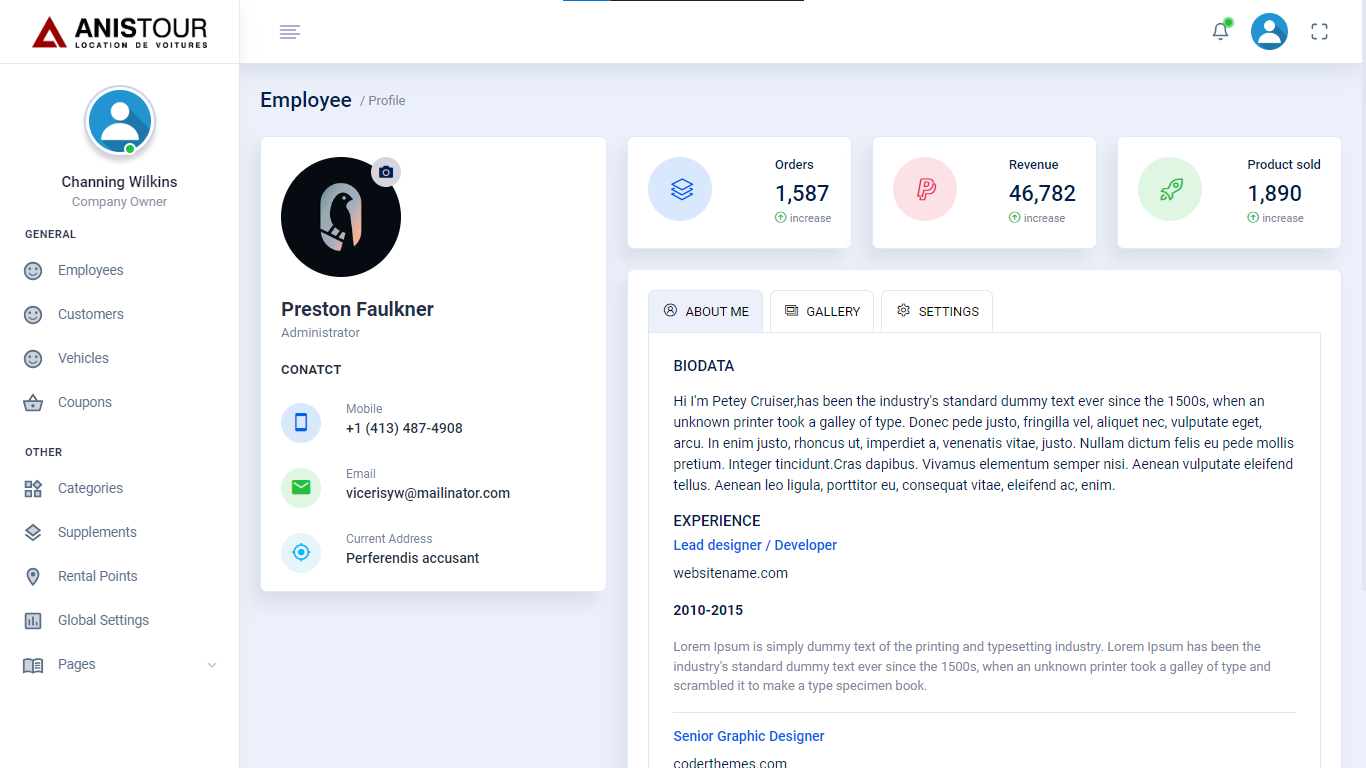 ANISTOUR
LOCATION DE VOITURES
Channing Wilkins
Company Owner
GENERAL
Employees
Customers
Vehicles
Coupons
OTHER
Categories
Supplements
Rental Points
Global Settings
Pages
Employee / Profile
Preston Faulkner
Administrator
CONATCT
Mobile
+1 (413) 487-4908
Email
vicerisyw@mailinator.com
Current Address
Perferendis accusant
Orders
1,587
increase
Revenue
46,782
increase
Product sold
1,890
increase
ABOUT ME
GALLERY
SETTINGS
BIODATA
Hi I'm Petey Cruiser,has been the industry's standard dummy text ever since the 1500s, when an
unknown printer took a galley of type. Donec pede justo, fringilla vel, aliquet nec, vulputate eget,
arcu. In enim justo, rhoncus ut, imperdiet a, venenatis vitae, justo. Nullam dictum felis eu pede mollis
pretium. Integer tincidunt.Cras dapibus. Vivamus elementum semper nisi. Aenean vulputate eleifend
tellus. Aenean leo ligula, porttitor eu, consequat vitae, eleifend ac, enim.
EXPERIENCE
Lead designer / Developer
websitename.com
2010-2015
Lorem Ipsum is simply dummy text of the printing and typesetting industry. Lorem Ipsum has been the
industry's standard dummy text ever since the 1500s, when an unknown printer took a galley of type and
scrambled it to make a type specimen book.
Senior Graphic Designer
coderthemes.com